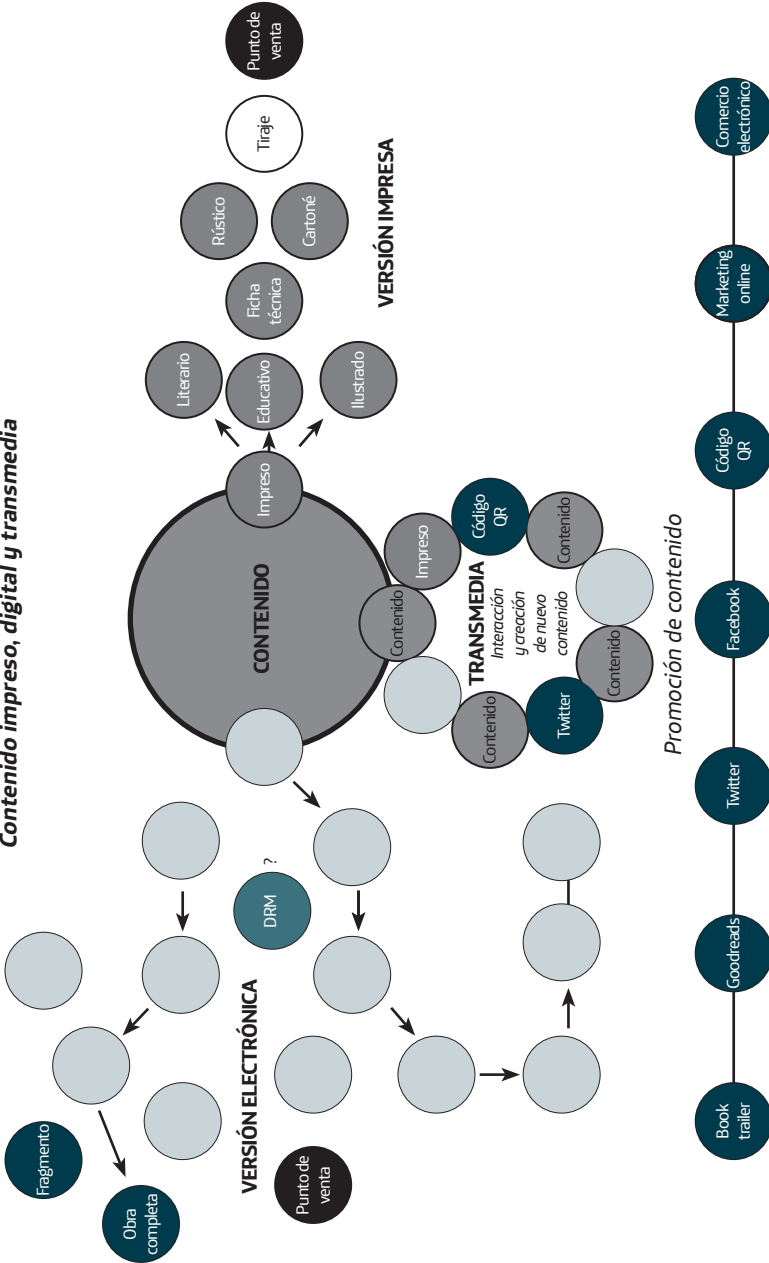 Contenido impreso, digital y transmedia
Fragmento
Obra
completa
VERSIÓN ELECTRÓNICA
Punto de
venta
DRM
?
CONTENIDO
Impreso
Literario
Educativo
Ilustrado
Ficha
técnica
Rústico
Cartoné
Tiraje
Punto de
venta
VERSIÓN IMPRESA
Contenido
Impreso
Código
QR
Contenido
Contenido
Twitter
Contenido
TRANSMEDIA
Interacción
y creación
de nuevo
contenido
Promoción de contenido
Book
trailer
Goodreads
Twitter
Facebook
Código
QR
Marketing
online
Comercio
electrónico